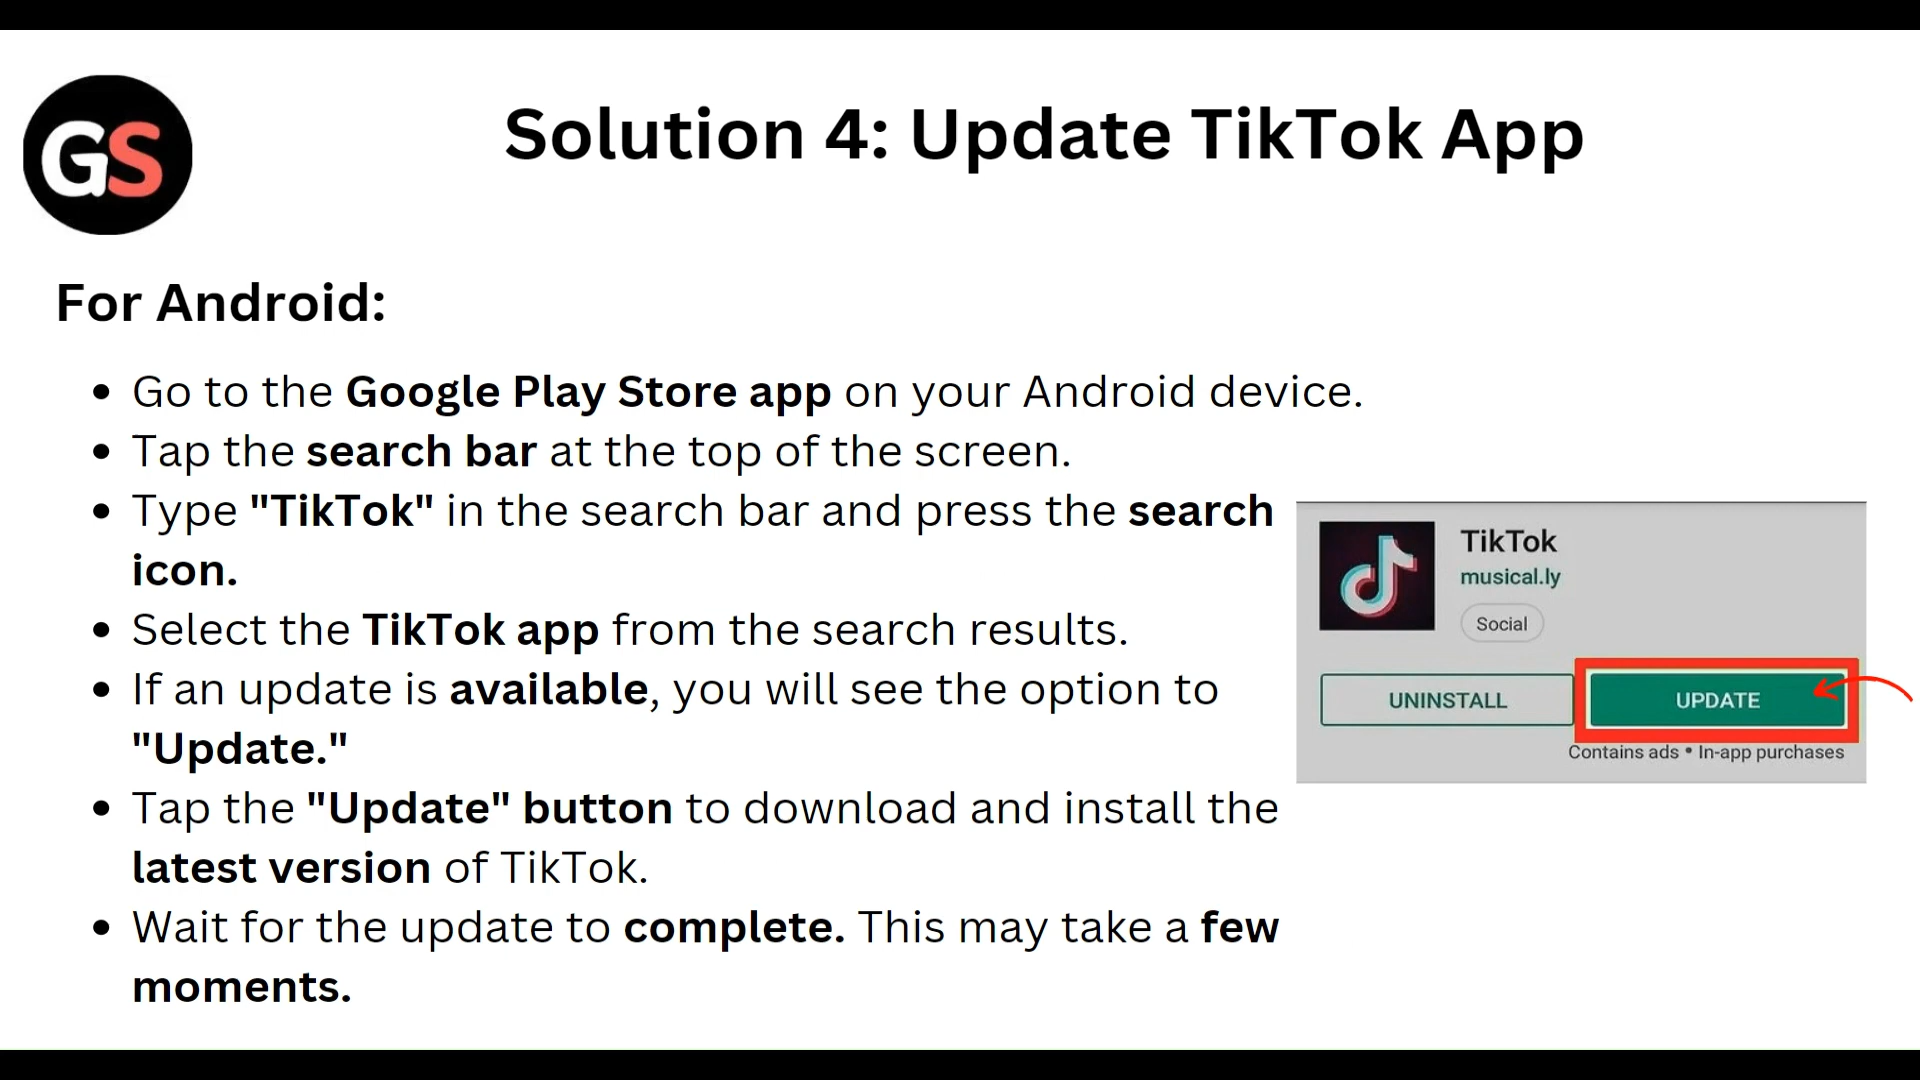 GS
Solution 4: Update TikTok App
For Android:
• Go to the Google Play Store app on your Android device.
• Tap the search bar at the top of the screen.
• Type "TikTok" in the search bar and press the search
icon.
• Select the TikTok app from the search results.
• If an update is available, you will see the option to
"Update."
• Tap the "Update" button to download and install the
latest version of TikTok.
• Wait for the update to complete. This may take a few
moments.
TikTok
musical.ly
Social
UNINSTALL
UPDATE
Contains ads • In-app purchases